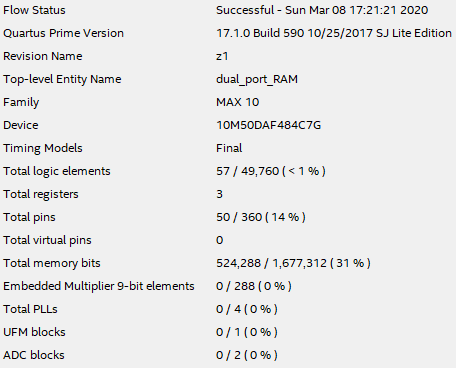 Flow Status Successful - Sun Mar 08 17:21:21 2020
Quartus Prime Version 17.1.0 Build 590 10/25/2017 SJ Lite Edition
Revision Name z1
Top-level Entity Name dual_port_RAM
Family MAX 10
Device 10M50DAF484C7G
Timing Models Final
Total logic elements 57 / 49,760 ( < 1 % )
Total registers 3
Total pins 50 / 360 ( 14 % )
Total virtual pins 0
Total memory bits 524,288 / 1,677,312 ( 31 % )
Embedded Multiplier 9-bit elements 0 / 288 ( 0 % )
Total PLLs 0 / 4 ( 0 % )
UFM blocks 0 / 1 ( 0 % )
ADC blocks 0 / 2 ( 0 % )